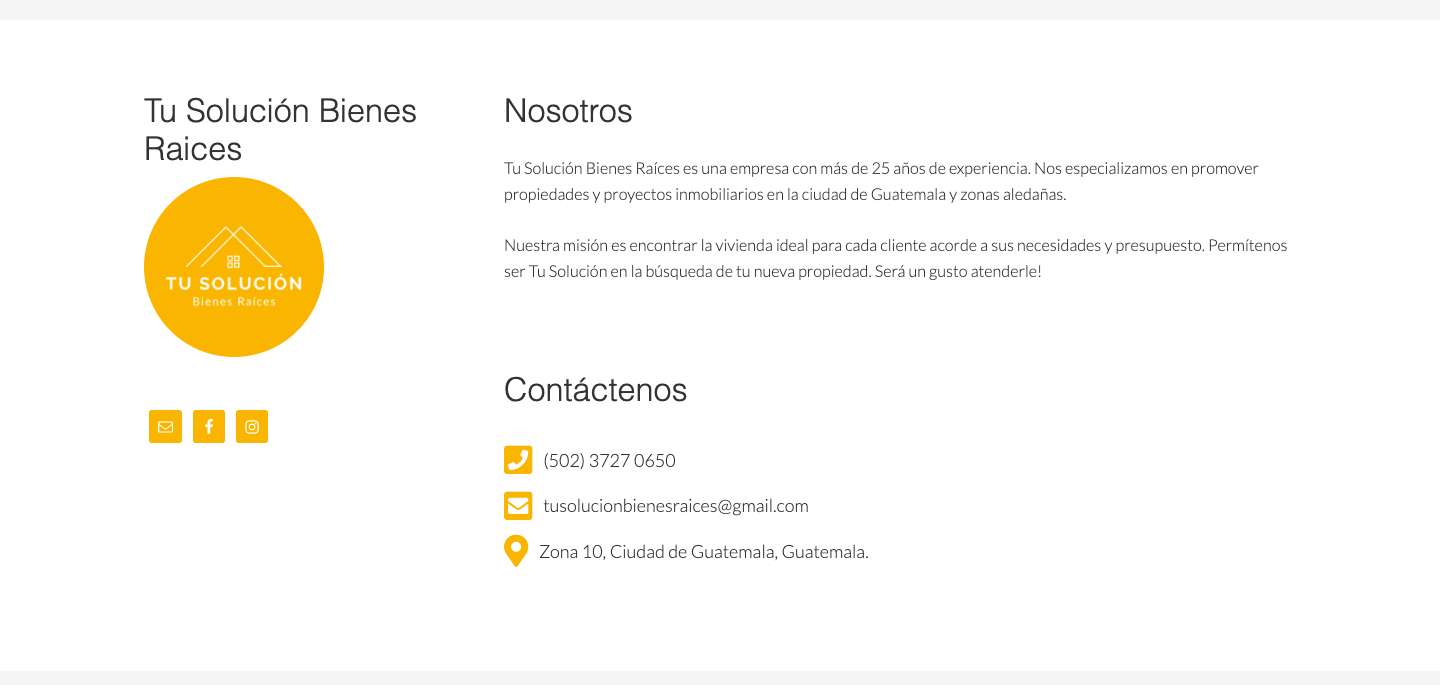 Tu Solución Bienes
Raices
TU SOLUCIÓN
Bienes Raíces
Nosotros
Tu Solución Bienes Raíces es una empresa con más de 25 años de experiencia. Nos especializamos en promover
propiedades y proyectos inmobiliarios en la ciudad de Guatemala y zonas aledañas.
Nuestra misión es encontrar la vivienda ideal para cada cliente acorde a sus necesidades y presupuesto. Permítenos
ser Tu Solución en la búsqueda de tu nueva propiedad. Será un gusto atenderle!
Contáctenos
(502) 3727 0650
tusolucionbienesraices@gmail.com
Zona 10, Ciudad de Guatemala, Guatemala.